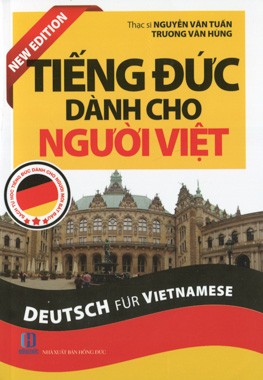 Thạc sĩ NGUYỄN VĂN TUẤN
TRƯƠNG VĂN HÙNG
NEW EDITION
TIẾNG ĐỨC
DÀNH CHO
NGƯỜI VIỆT
DEUTSCH FÜR VIETNAMESE
NHÀ XUẤT BẢN HỒNG ĐỨC